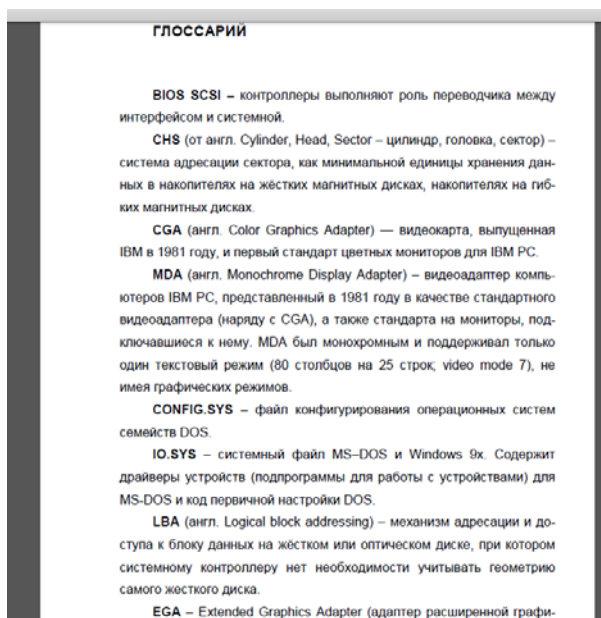 ГЛОССАРИЙ
BIOS SCSI – контроллеры выполняют роль переводчика между
интерфейсом и системной.
CHS (от англ. Cylinder, Head, Sector – цилиндр, головка, сектор) –
система адресации сектора, как минимальной единицы хранения дан-
ных в накопителях на жёстких магнитных дисках, накопителях на гиб-
ких магнитных дисках.
CGA (англ. Color Graphics Adapter) — видеокарта, выпущенная
IBM в 1981 году, и первый стандарт цветных мониторов для IBM PC.
MDA (англ. Monochrome Display Adapter) – видеоадаптер компь-
ютеров IBM PC, представленный в 1981 году в качестве стандартного
видеоадаптера (наряду с CGA), а также стандарта на мониторы, под-
ключавшиеся к нему. MDA был монохромным и поддерживал только
один текстовый режим (80 столбцов на 25 строк; video mode 7), не
имея графических режимов.
CONFIG.SYS – файл конфигурирования операционных систем
семейств DOS.
IO.SYS – системный файл MS–DOS и Windows 9x. Содержит
драйверы устройств (подпрограммы для работы с устройствами) для
MS-DOS и код первичной настройки DOS.
LBA (англ. Logical block addressing) – механизм адресации и до-
ступа к блоку данных на жёстком или оптическом диске, при котором
системному контроллеру нет необходимости учитывать геометрию
самого жесткого диска.
EGA – Extended Graphics Adapter (адаптер расширенной графи-